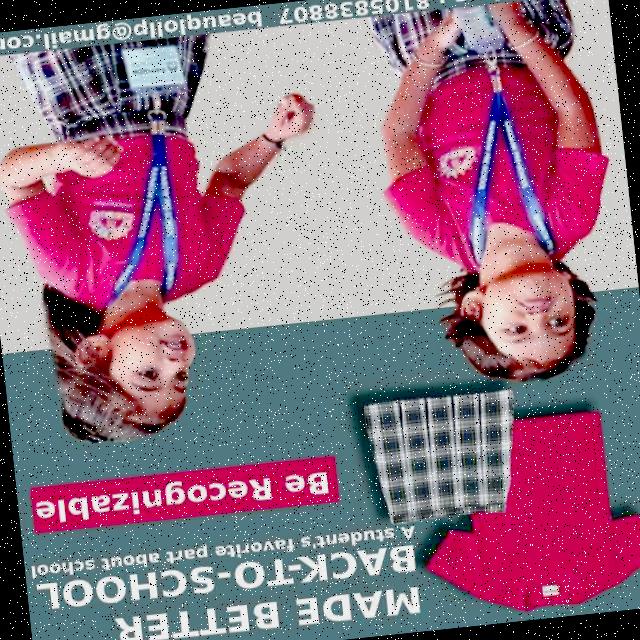 MADE BETTER
BACK-TO-SCHOOL
A student's favorite part about school
Be Recognizable
8105838807